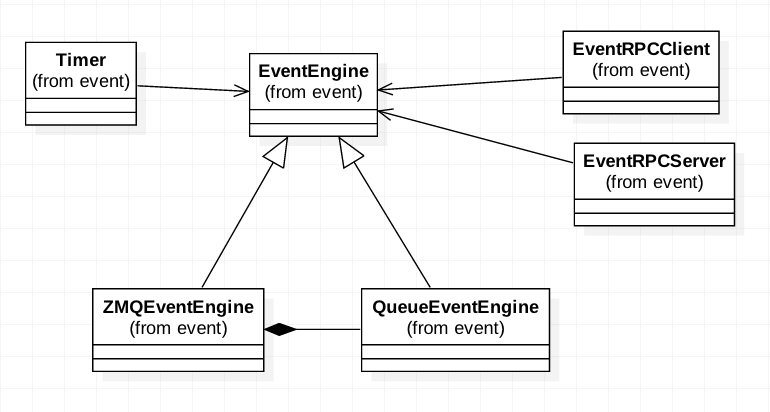 Timer
(from event)
EventEngine
(from event)
EventRPCClient
(from event)
EventRPCServer
(from event)
ZMQEventEngine
(from event)
QueueEventEngine
(from event)